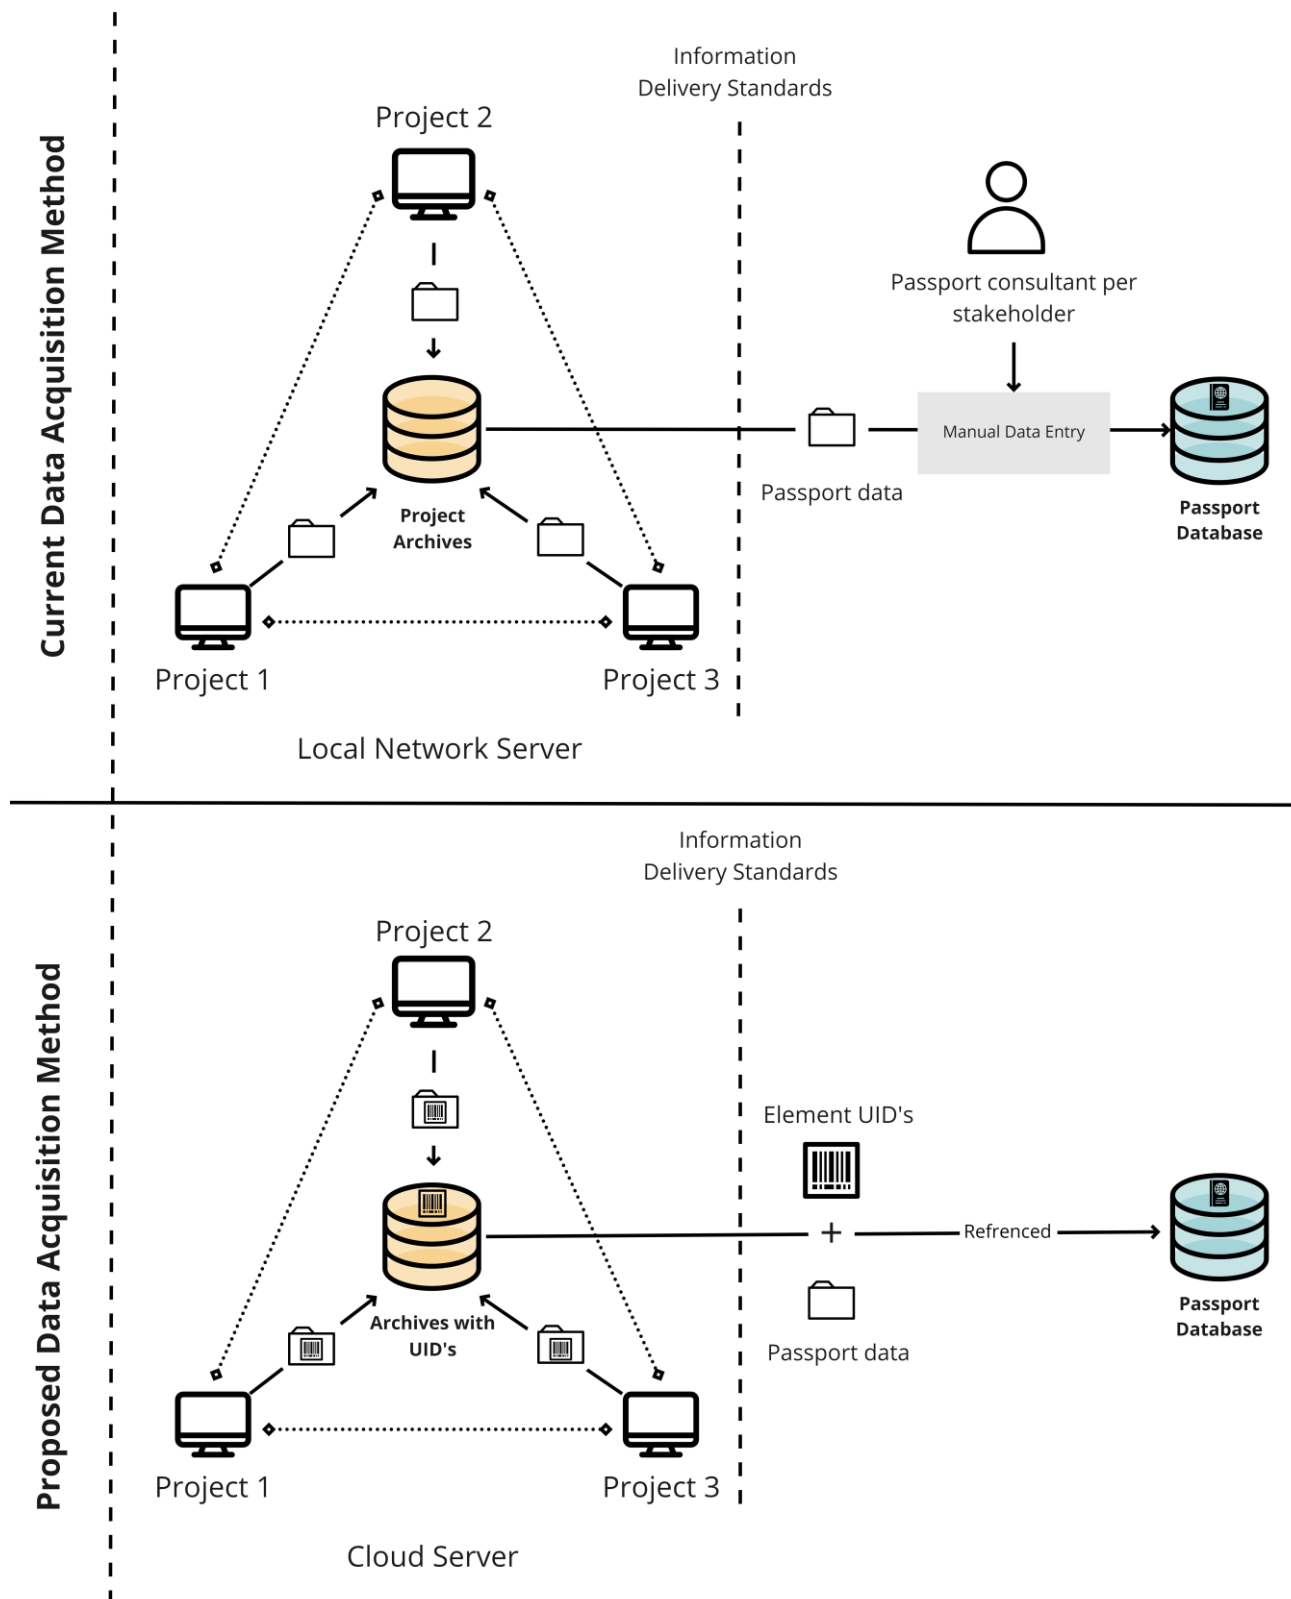 Current Data Acquisition Method
Information
Delivery Standards
Project 2
Passport consultant per
stakeholder
Manual Data Entry
Passport data
Project
Archives
Passport
Database
Project 1
Project 3
Local Network Server
Proposed Data Acquisition Method
Information
Delivery Standards
Project 2
Element UID's
+
Refrenced
Passport data
Archives with
UID's
Passport
Database
Project 1
Project 3
Cloud Server